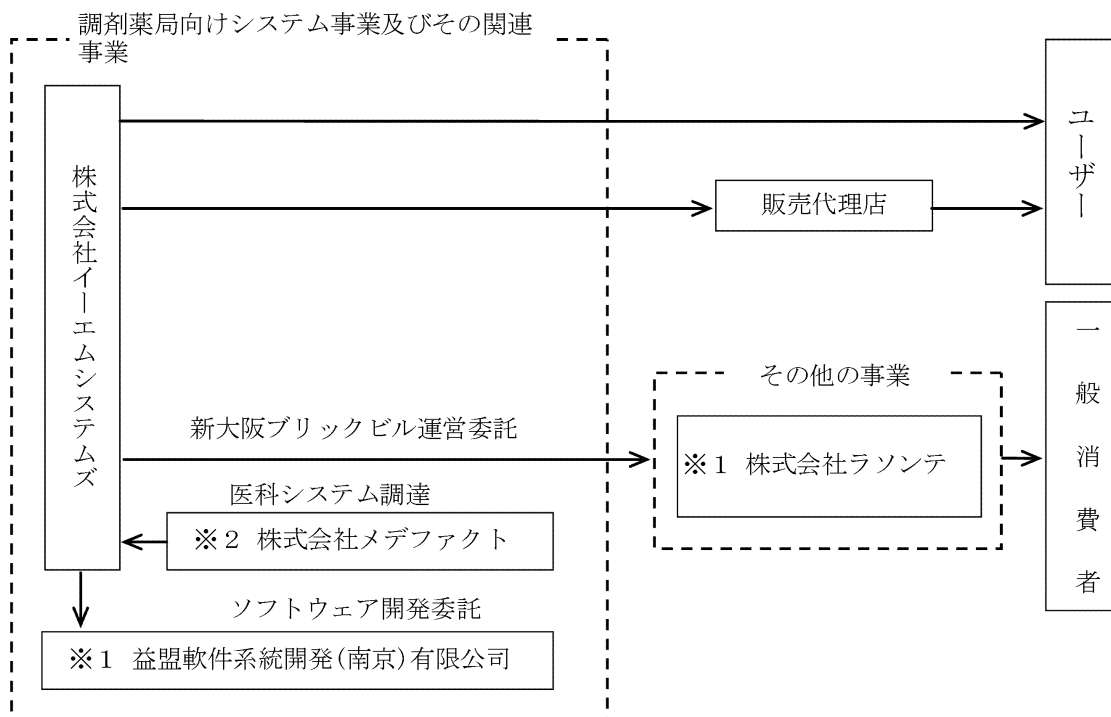 調剤薬局向けシステム事業及びその関連
事業
株式会社イーエムシステムズ
ユーザー
販売代理店
一般消費者
その他の事業
新大阪ブリックビル運営委託
※1 株式会社ラソンテ
医科システム調達
※2 株式会社メデファクト
ソフトウェア開発委託
※1 益盟軟件系統開発(南京)有限公司